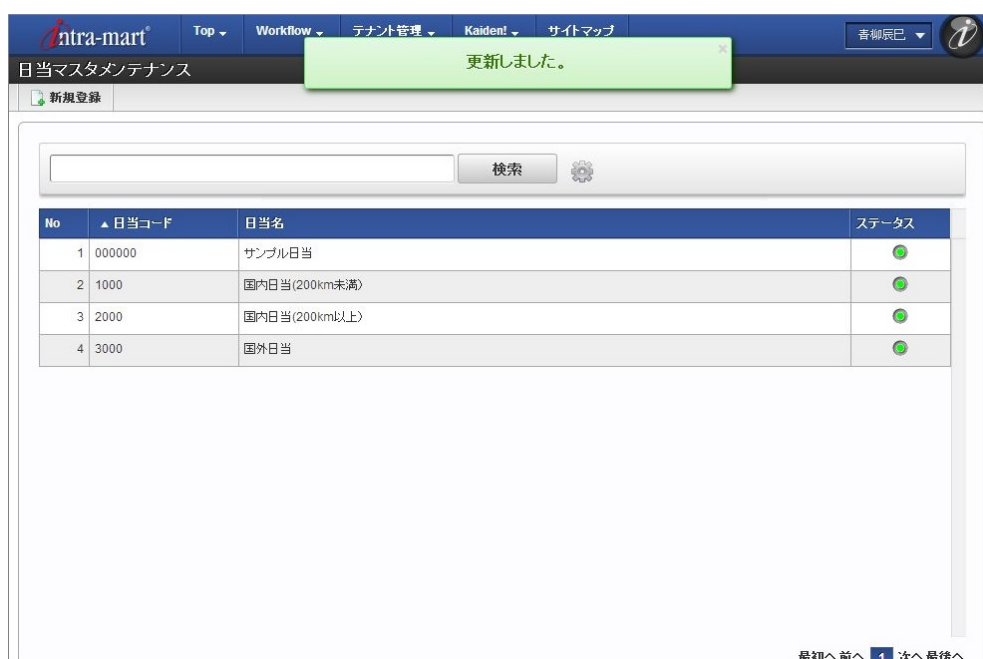 intra-mart® Top Workflow テナント管理 Kaiden! サイトマップ 青柳辰巳
更新しました。
日当マスタメンテナンス
新規登録
検索
No ▲日当コード 日当名 ステータス
1 000000 サンプル日当
2 1000 国内日当(200km未満)
3 2000 国内日当(200km以上)
4 3000 国外日当
最初へ 前へ 1 次へ 最後へ